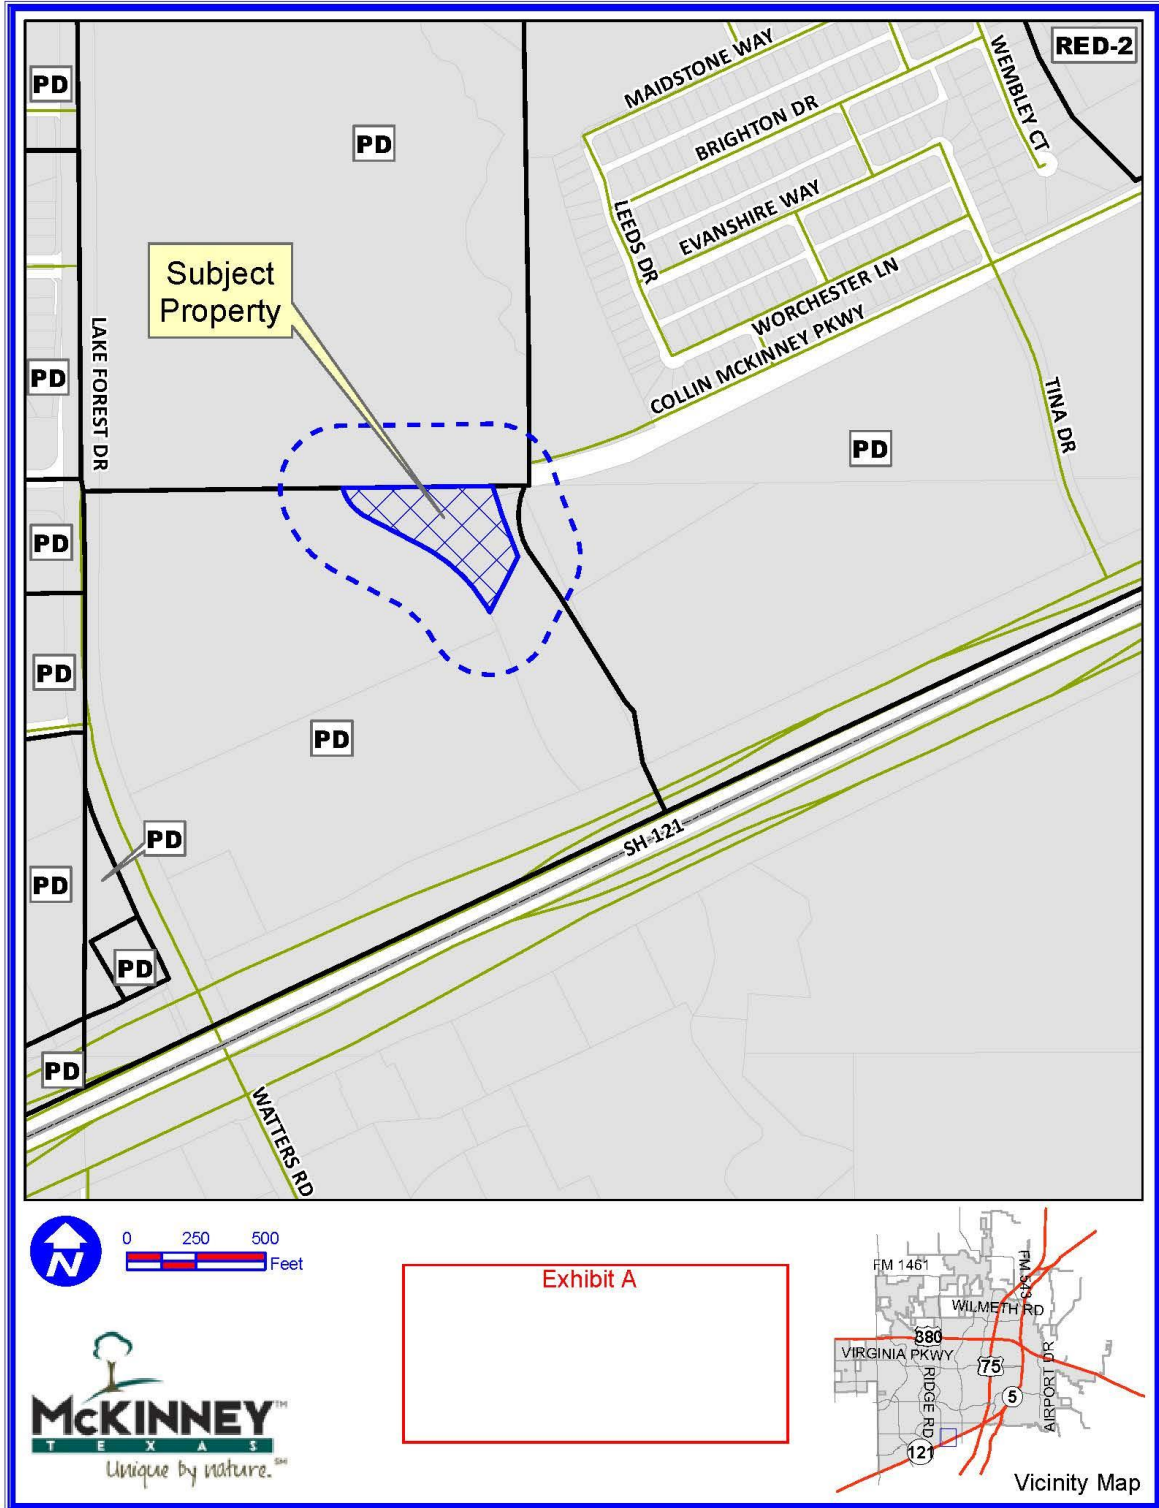 MAIDSTONE WAY
WEMBLEY CT
RED-2
PD
BRIGHTON DR
PD
LEEDS DR
EVANSHIRE WAY
Subject
Property
WORCHESTER LN
COLLIN MCKINNEY PKWY
LAKE FOREST DR
PD
TINA DR
PD
PD
PD
PD
PD
SH 121
PD
PD
PD
WATTERS RD
N
0 250 500
Feet
Exhibit A
McKINNEY™
TEXAS
Unique by nature.℠
FM 1461
FM 543
WILMETH RD
380
VIRGINIA PKWY
75
RIDGE RD
AIRPORT DR
5
121
Vicinity Map